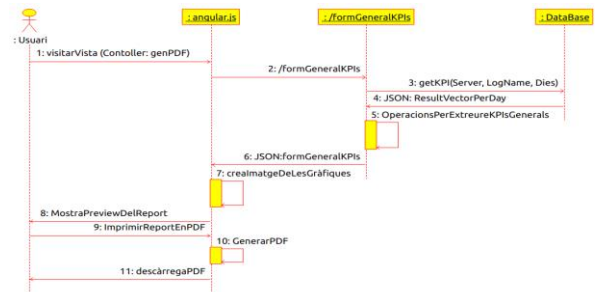 : angular.js
: /formGeneralKPIs
: DataBase
: Usuari
1: visitarVista (Contoller: genPDF)
2: /formGeneralKPIs
3: getKPI(Server, LogName, Dies)
4: JSON: ResultVectorPerDay
5: OperacionsPerExtreureKPIsGenerals
6: JSON:formGeneralKPIs
7: creaImatgeDeLesGràfiques
8: MostraPreviewDelReport
9: ImprimirReportEnPDF
10: GenerarPDF
11: descàrregaPDF